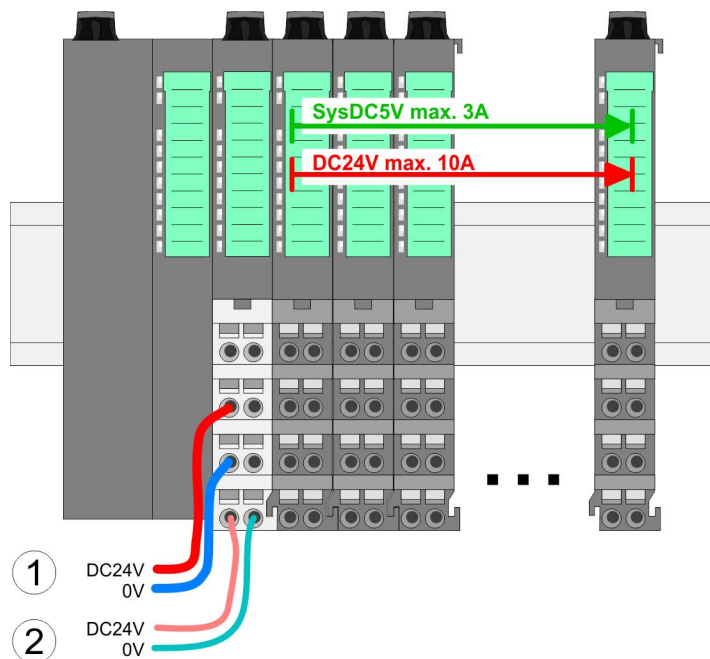 SysDC5V max. 3A
DC24V max. 10A
1 DC24V
0V
2 DC24V
0V